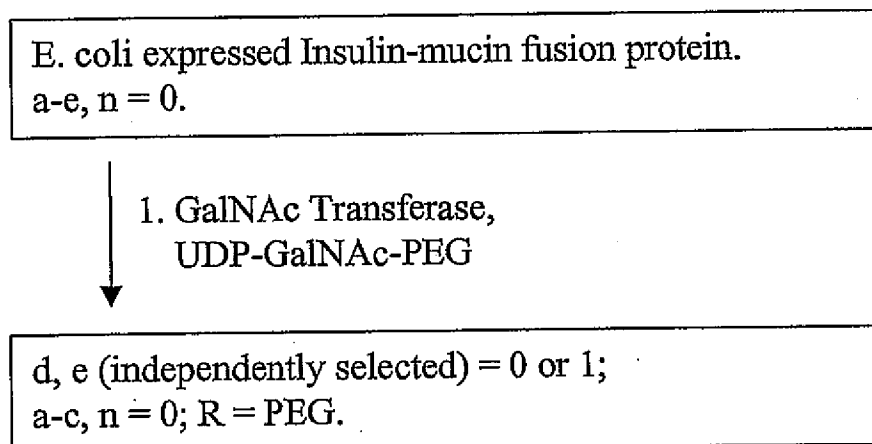 E. coli expressed Insulin-mucin fusion protein.
a-e, n = 0.
1. GalNAc Transferase,
UDP-GalNAc-PEG
d, e (independently selected) = 0 or 1;
a-c, n = 0; R = PEG.